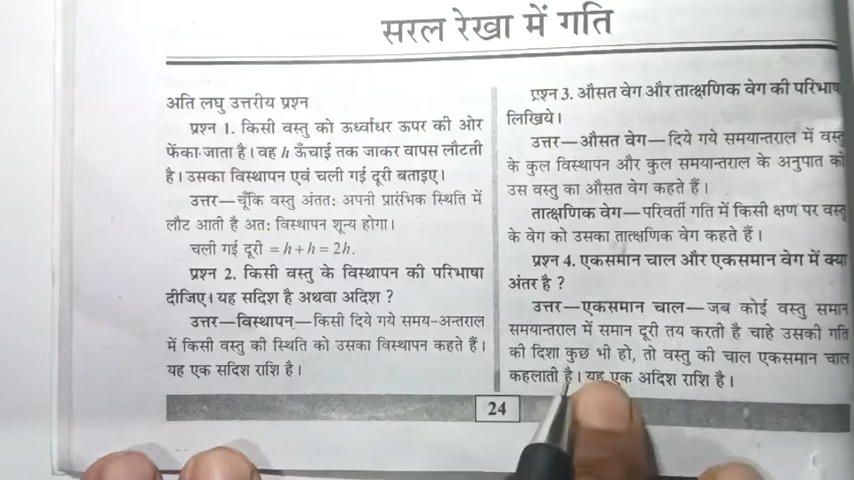 सरल रेखा में गति
अति लघु उत्तरीय प्रश्न
प्रश्न 1. किसी वस्तु को ऊर्ध्वाधर ऊपर की ओर
फेंका जाता है। वह h ऊँचाई तक जाकर वापस लौटती
है। उसका विस्थापन एवं चली गई दूरी बताइए।
उत्तर—चूँकि वस्तु अंततः अपनी प्रारंभिक स्थिति में
लौट आती है अतः विस्थापन शून्य होगा।
चली गई दूरी = h + h = 2h.
प्रश्न 2. किसी वस्तु के विस्थापन की परिभाषा
दीजिए। यह सदिश है अथवा अदिश ?
उत्तर—विस्थापन—किसी दिये गये समय-अन्तराल
में किसी वस्तु की स्थिति को उसका विस्थापन कहते हैं।
यह एक सदिश राशि है।
प्रश्न 3. औसत वेग और तात्क्षणिक वेग की परिभाषा
लिखिये।
उत्तर—औसत वेग—दिये गये समयान्तराल में वस्तु
के कुल विस्थापन और कुल समयान्तराल के अनुपात को
उस वस्तु का औसत वेग कहते हैं।
तात्क्षणिक वेग—परिवर्ती गति में किसी क्षण पर वस्तु
के वेग को उसका तात्क्षणिक वेग कहते हैं।
प्रश्न 4. एकसमान चाल और एकसमान वेग में क्या
अंतर है ?
उत्तर—एकसमान चाल—जब कोई वस्तु समान
समयान्तराल में समान दूरी तय करती है चाहे उसकी गति
की दिशा कुछ भी हो, तो वस्तु की चाल एकसमान चाल
कहलाती है। यह एक अदिश राशि है।
24